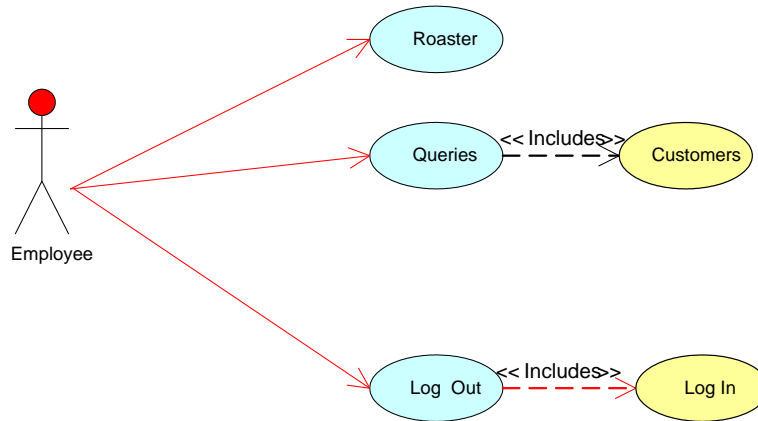 Roaster
<< Includes>>
Queries
Customers
Employee
<< Includes>>
Log Out
Log In